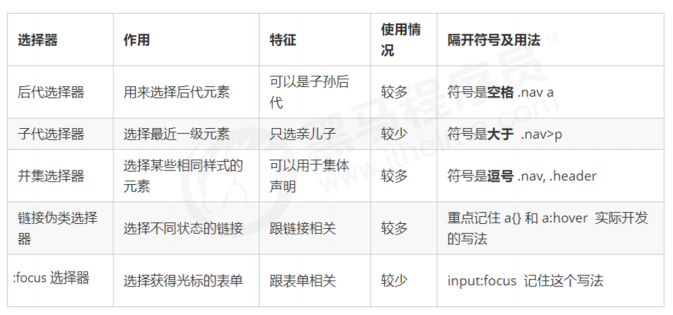 选择器 作用 特征 使用情况 隔开符号及用法
后代选择器 用来选择后代元素 可以是子孙后代 较多 符号是空格 .nav a
子代选择器 选择最近一级元素 只选亲儿子 较少 符号是大于 .nav>p
并集选择器 选择某些相同样式的元素 可以用于集体声明 较多 符号是逗号 .nav, .header
链接伪类选择器 选择不同状态的链接 跟链接相关 较多 重点记住 a{} 和 a:hover 实际开发的写法
:focus 选择器 选择获得光标的表单 跟表单相关 较少 input:focus 记住这个写法
黑马程序员
www.itheima.com